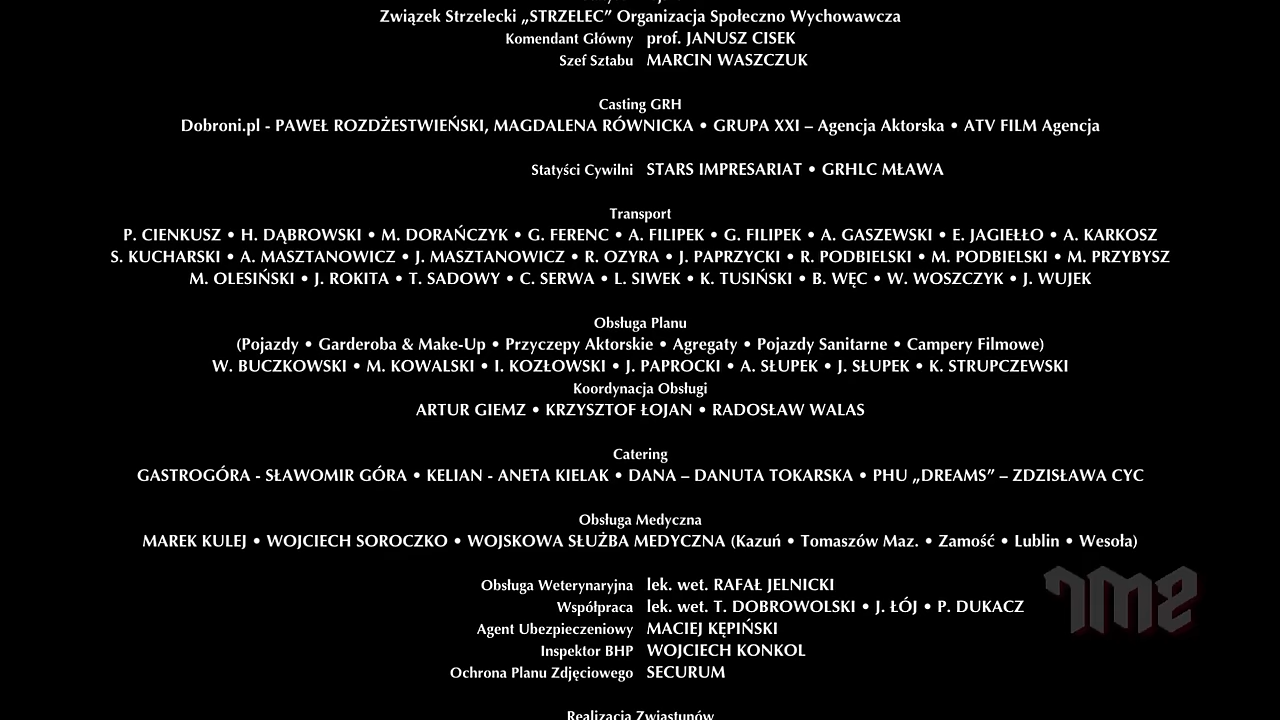 Związek Strzelecki „STRZELEC” Organizacja Społeczno Wychowawcza
Komendant Główny prof. JANUSZ CISEK
Szef Sztabu MARCIN WASZCZUK
Casting GRH
Dobroni.pl - PAWEŁ ROZDŻESTWIEŃSKI, MAGDALENA RÓWNICKA • GRUPA XXI – Agencja Aktorska • ATV FILM Agencja
Statyści Cywilni STARS IMPRESARIAT • GRHLC MŁAWA
Transport
P. CIENKUSZ • H. DĄBROWSKI • M. DORAŃCZYK • G. FERENC • A. FILIPEK • G. FILIPEK • A. GASZEWSKI • E. JAGIEŁŁO • A. KARKOSZ
S. KUCHARSKI • A. MASZTANOWICZ • J. MASZTANOWICZ • R. OZYRA • J. PAPRZYCKI • R. PODBIELSKI • M. PODBIELSKI • M. PRZYBYSZ
M. OLESIŃSKI • J. ROKITA • T. SADOWY • C. SERWA • L. SIWEK • K. TUSIŃSKI • B. WĘC • W. WOSZCZYK • J. WUJEK
Obsługa Planu
(Pojazdy • Garderoba & Make-Up • Przyczepy Aktorskie • Agregaty • Pojazdy Sanitarne • Campery Filmowe)
W. BUCZKOWSKI • M. KOWALSKI • I. KOZŁOWSKI • J. PAPROCKI • A. SŁUPEK • J. SŁUPEK • K. STRUPCZEWSKI
Koordynacja Obsługi
ARTUR GIEMZ • KRZYSZTOF ŁOJAN • RADOSŁAW WALAS
Catering
GASTROGÓRA - SŁAWOMIR GÓRA • KELIAN - ANETA KIELAK • DANA – DANUTA TOKARSKA • PHU „DREAMS” – ZDZISŁAWA CYC
Obsługa Medyczna
MAREK KULEJ • WOJCIECH SOROCZKO • WOJSKOWA SŁUŻBA MEDYCZNA (Kazuń • Tomaszów Maz. • Zamość • Lublin • Wesoła)
Obsługa Weterynaryjna lek. wet. RAFAŁ JELNICKI
Współpraca lek. wet. T. DOBROWOLSKI • J. ŁÓJ • P. DUKACZ
Agent Ubezpieczeniowy MACIEJ KĘPIŃSKI
Inspektor BHP WOJCIECH KONKOL
Ochrona Planu Zdjęciowego SECURUM
Realizacja Zwiastunów